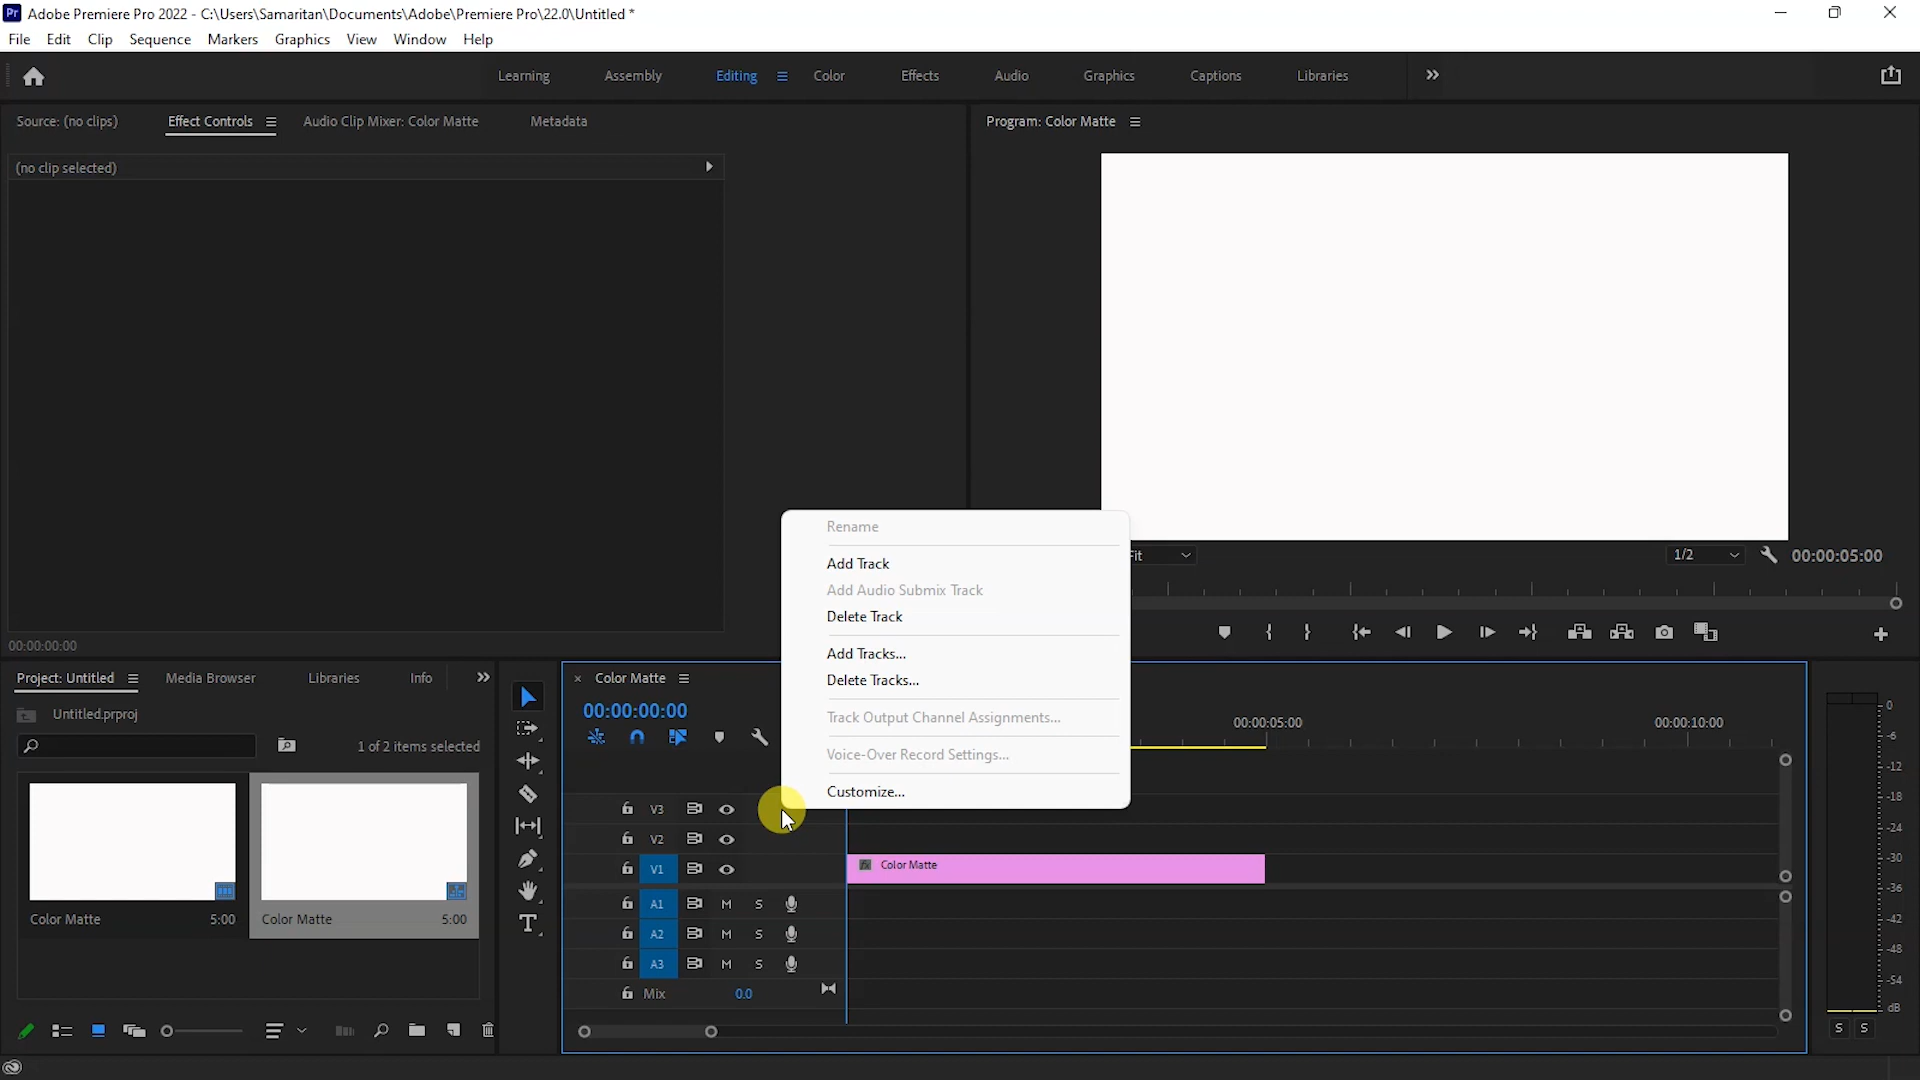 Pr Adobe Premiere Pro 2022 - C:\Users\Samaritan\Documents\Adobe\Premiere Pro\22.0\Untitled *
File Edit Clip Sequence Markers Graphics View Window Help
Learning Assembly Editing Color Effects Audio Graphics Captions Libraries
Source: (no clips) Effect Controls Audio Clip Mixer: Color Matte Metadata
Program: Color Matte
(no clip selected)
Rename
Add Track
Add Audio Submix Track
Delete Track
Add Tracks...
Delete Tracks...
Track Output Channel Assignments...
Voice-Over Record Settings...
Customize...
Fit 1/2 00:00:05:00
00:00:00:00
Project: Untitled Media Browser Libraries Info
Untitled.prproj
1 of 2 items selected
Color Matte 5:00 Color Matte 5:00
T
× Color Matte
00:00:00:00
00:00:05:00 00:00:10:00
V3
V2
V1 fx Color Matte
A1 M S
A2 M S
A3 M S
Mix 0.0
0
-6
-12
-18
-24
-30
-36
-42
-48
-54
dB
S S